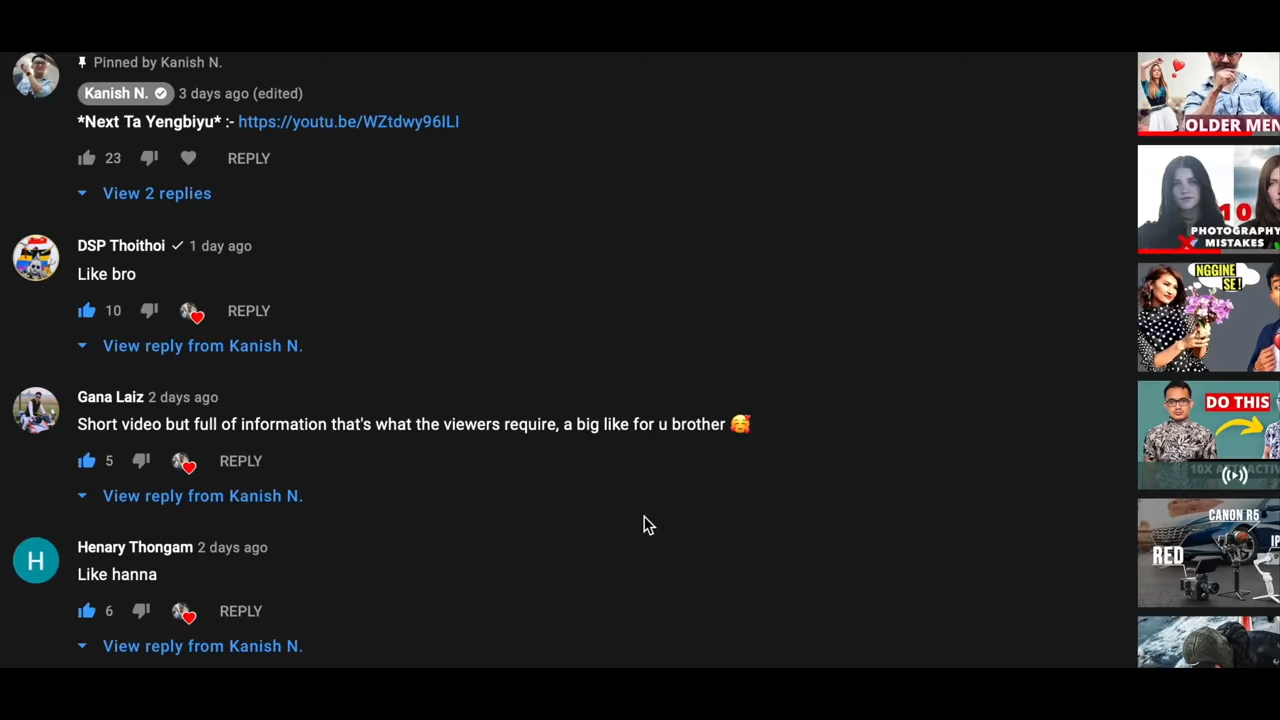 Pinned by Kanish N.
Kanish N. 3 days ago (edited)
*Next Ta Yengbiyu* :- https://youtu.be/WZtdwy96ILI
23 REPLY
View 2 replies
DSP Thoithoi 1 day ago
Like bro
10 REPLY
View reply from Kanish N.
Gana Laiz 2 days ago
Short video but full of information that's what the viewers require, a big like for u brother 🥰
5 REPLY
View reply from Kanish N.
H
Henary Thongam 2 days ago
Like hanna
6 REPLY
View reply from Kanish N.
OLDER MEN
10
PHOTOGRAPHY
MISTAKES
NGGINE
SE!
DO THIS
CANON R5
RED